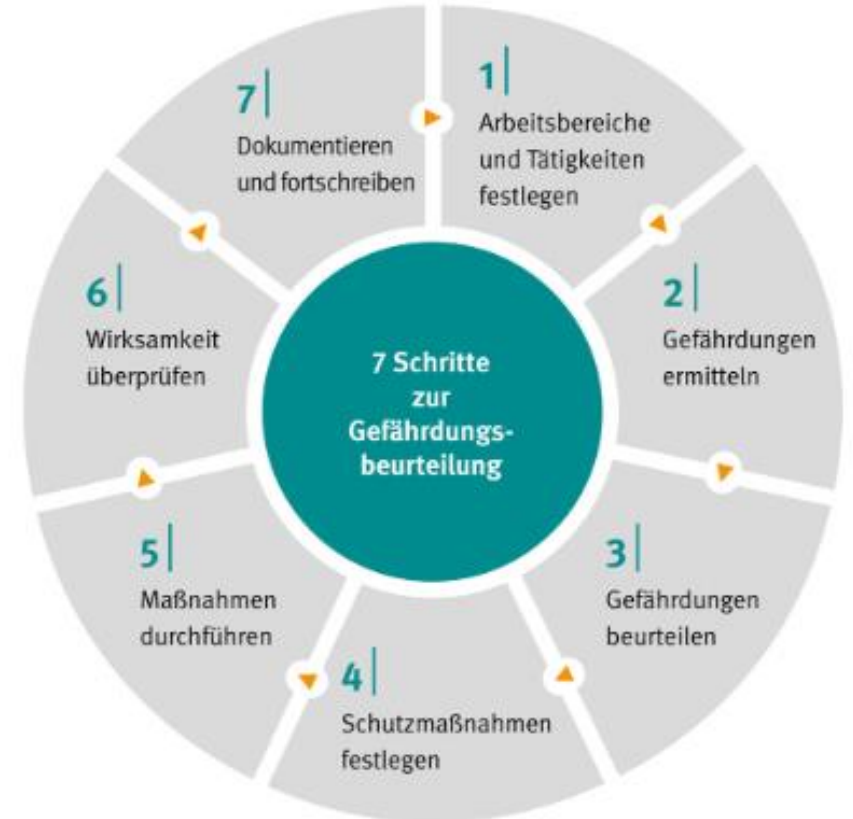 7 Schritte
zur
Gefährdungs-
beurteilung
1
Arbeitsbereiche
und Tätigkeiten
festlegen
2
Gefährdungen
ermitteln
3
Gefährdungen
beurteilen
4
Schutzmaßnahmen
festlegen
5
Maßnahmen
durchführen
6
Wirksamkeit
überprüfen
7
Dokumentieren
und fortschreiben